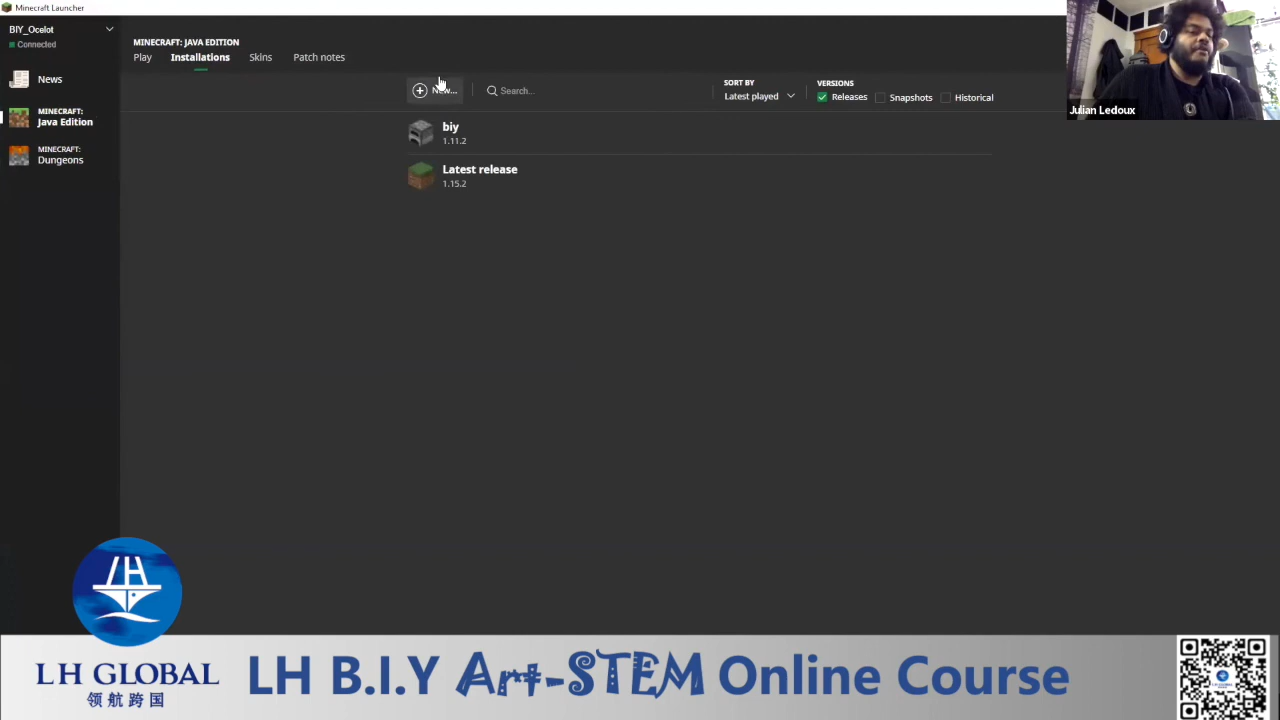 Minecraft Launcher
BIY_Ocelot
Connected
News
MINECRAFT:
Java Edition
MINECRAFT:
Dungeons
MINECRAFT: JAVA EDITION
Play
Installations
Skins
Patch notes
New...
Search...
SORT BY
Latest played
VERSIONS
Releases
Snapshots
Historical
biy
1.11.2
Latest release
1.15.2
Julian Ledoux
LH
LH GLOBAL
领航跨国
LH B.I.Y Art-STEM Online Course